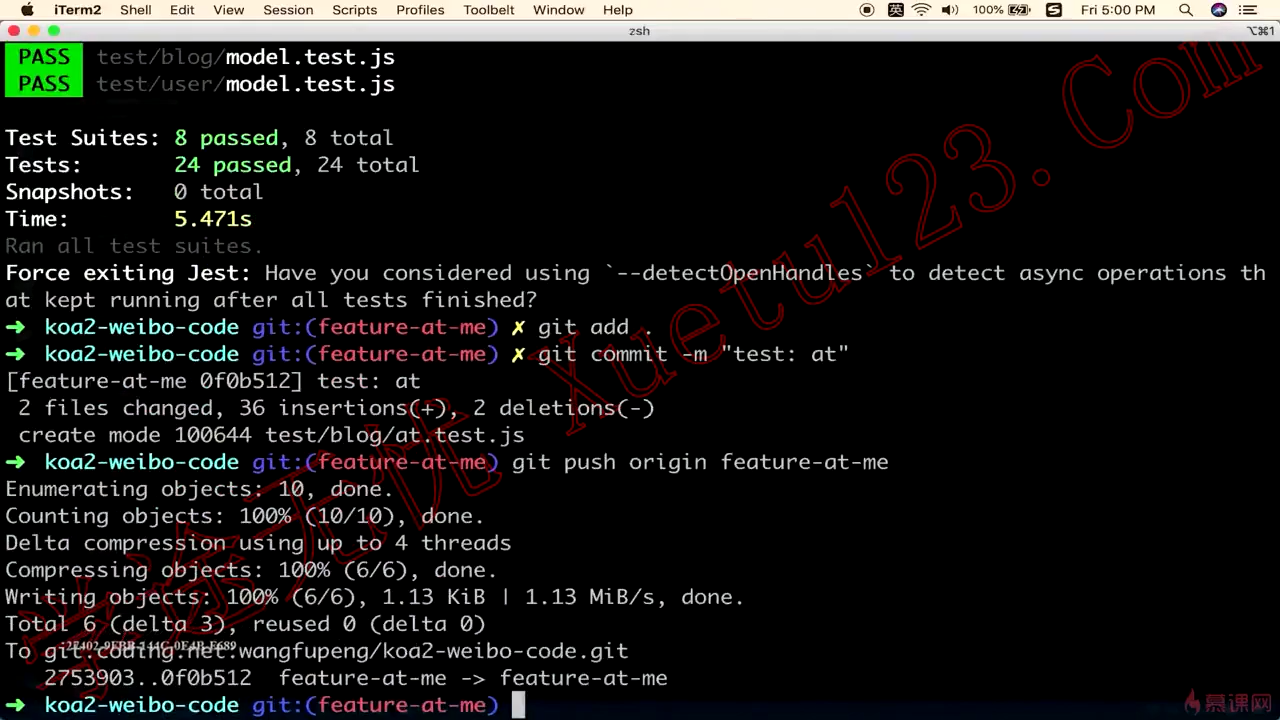 iTerm2 Shell Edit View Session Scripts Profiles Toolbelt Window Help 英 100% S Fri 5:00 PM
zsh ⌥⌘1
PASS test/blog/model.test.js
PASS test/user/model.test.js
Test Suites: 8 passed, 8 total
Tests: 24 passed, 24 total
Snapshots: 0 total
Time: 5.471s
Ran all test suites.
Force exiting Jest: Have you considered using `--detectOpenHandles` to detect async operations th
at kept running after all tests finished?
➜ koa2-weibo-code git:(feature-at-me) ✗ git add .
➜ koa2-weibo-code git:(feature-at-me) ✗ git commit -m "test: at"
[feature-at-me 0f0b512] test: at
2 files changed, 36 insertions(+), 2 deletions(-)
create mode 100644 test/blog/at.test.js
➜ koa2-weibo-code git:(feature-at-me) git push origin feature-at-me
Enumerating objects: 10, done.
Counting objects: 100% (10/10), done.
Delta compression using up to 4 threads
Compressing objects: 100% (6/6), done.
Writing objects: 100% (6/6), 1.13 KiB | 1.13 MiB/s, done.
Total 6 (delta 3), reused 0 (delta 0)
To git.coding.net:wangfupeng/koa2-weibo-code.git
2753903..0f0b512 feature-at-me -> feature-at-me
➜ koa2-weibo-code git:(feature-at-me)
学途无忧 Xuetu123.Com
慕课网